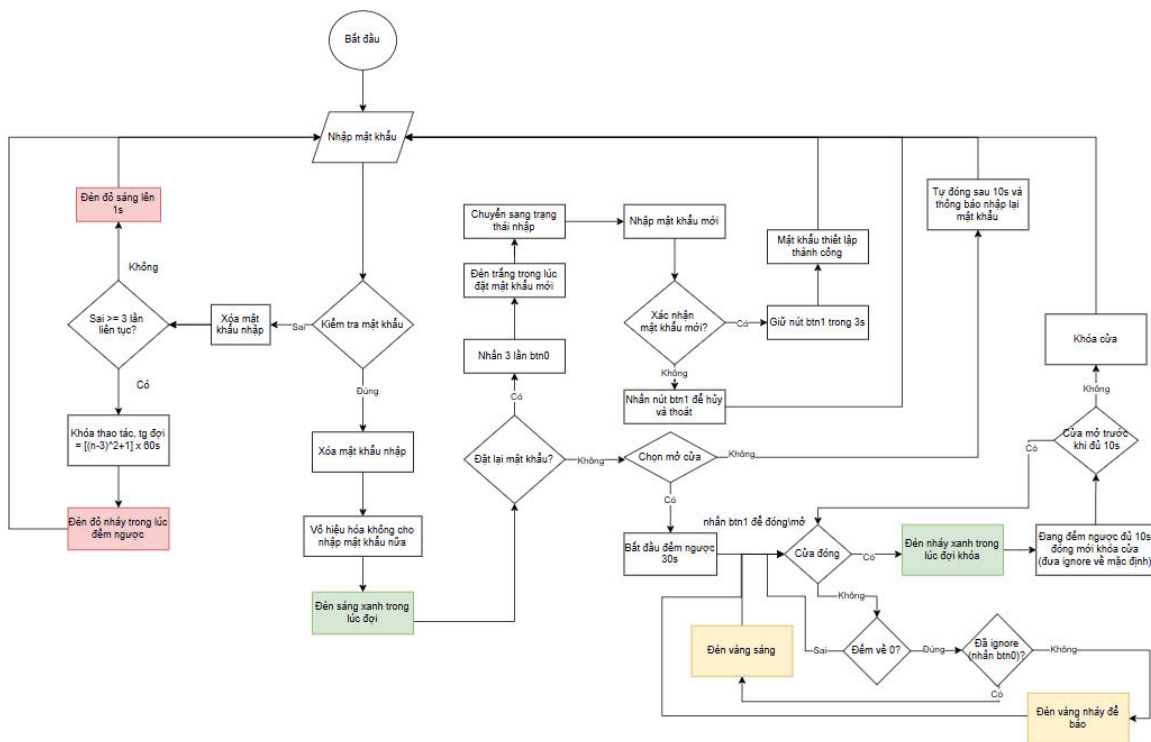 Bắt đầu
Nhập mật khẩu
Đèn đỏ sáng lên
1s
Không
Sai >= 3 lần
liên tục?
Xóa mật
khẩu nhập
Sai
Kiểm tra mật khẩu
Có
Khóa thao tác, tg đợi
= [(n-3)^2+1] x 60s
Đèn đỏ nháy trong lúc
đếm ngược
Đúng
Xóa mật khẩu nhập
Vô hiệu hóa không cho
nhập mật khẩu nữa
Đèn sáng xanh trong
lúc đợi
Chuyển sang trạng
thái nhập
Đèn trắng trong lúc
đặt mật khẩu mới
Nhấn 3 lần btn0
Có
Đặt lại mật khẩu?
Không
Nhập mật khẩu mới
Xác nhận
mật khẩu mới?
Có
Giữ nút btn1 trong 3s
Mật khẩu thiết lập
thành công
Không
Nhấn nút btn1 để hủy
và thoát
Chọn mở cửa
Không
Có
Tự đóng sau 10s và
thông báo nhập lại
mật khẩu
Bắt đầu đếm ngược
30s
nhấn btn1 để đóng\mở
Cửa đóng
Có
Đèn nháy xanh trong
lúc đợi khóa
Đang đếm ngược đủ 10s
đóng mới khóa cửa
(đưa ignore về mặc định)
Cửa mở trước
khi đủ 10s
Có
Không
Khóa cửa
Không
Đếm về 0?
Sai
Đúng
Đã ignore
(nhấn btn0)?
Không
Có
Đèn vàng sáng
Đèn vàng nháy để
báo